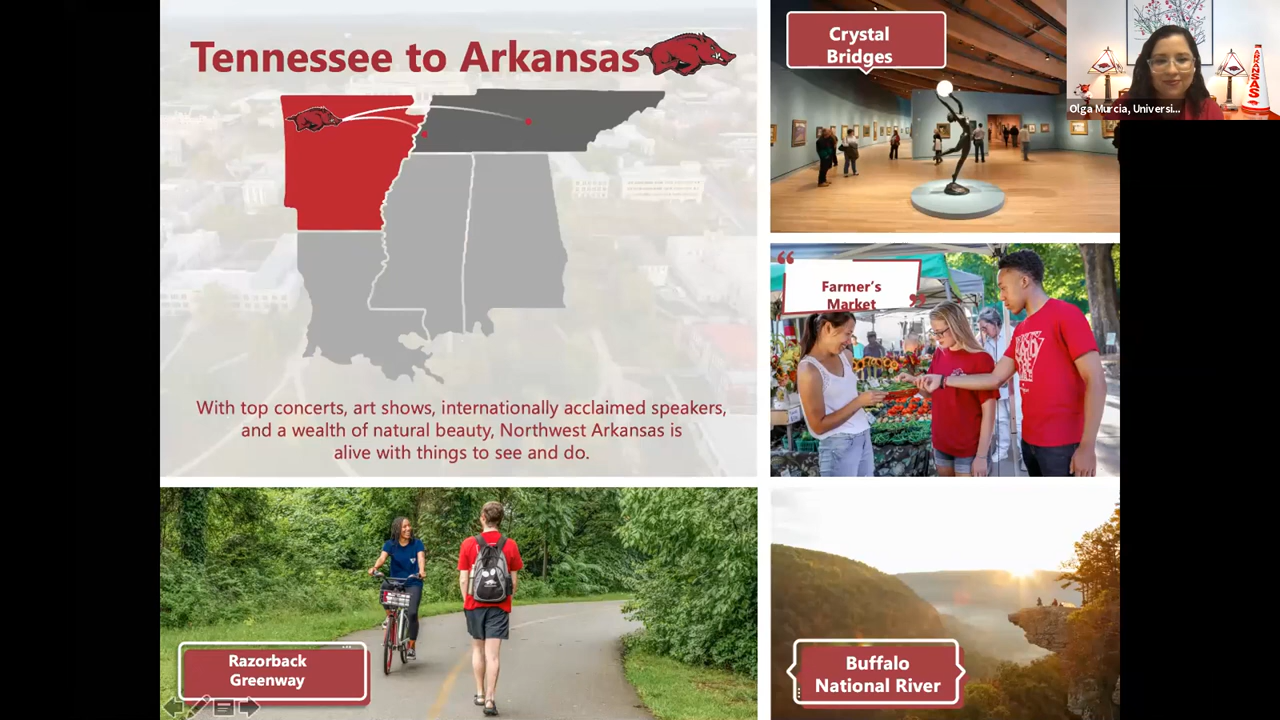 Tennessee to Arkansas
With top concerts, art shows, internationally acclaimed speakers,
and a wealth of natural beauty, Northwest Arkansas is
alive with things to see and do.
Crystal
Bridges
Olga Murcia, Universi...
ARKANSAS
“
Farmer’s
Market
”
Razorback
Greenway
Buffalo
National River